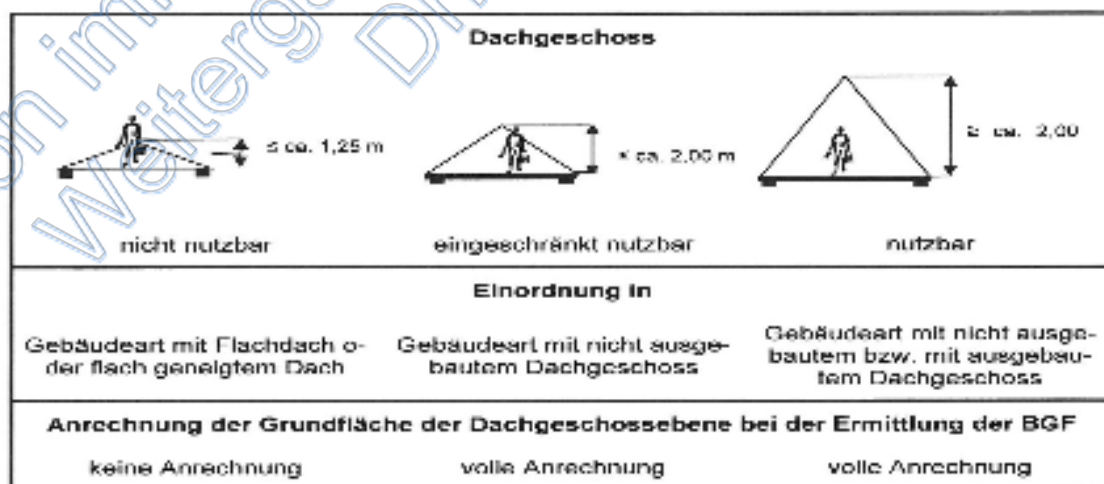 Dachgeschoss
≤ ca. 1,25 m
< ca. 2,00 m
≥ ca. 2,00
nicht nutzbar
eingeschränkt nutzbar
nutzbar
Einordnung in
Gebäudeart mit Flachdach o-
der flach geneigtem Dach
Gebäudeart mit nicht ausge-
bautem Dachgeschoss
Gebäudeart mit nicht ausge-
bautem bzw. mit ausgebau-
tem Dachgeschoss
Anrechnung der Grundfläche der Dachgeschossebene bei der Ermittlung der BGF
keine Anrechnung
volle Anrechnung
volle Anrechnung